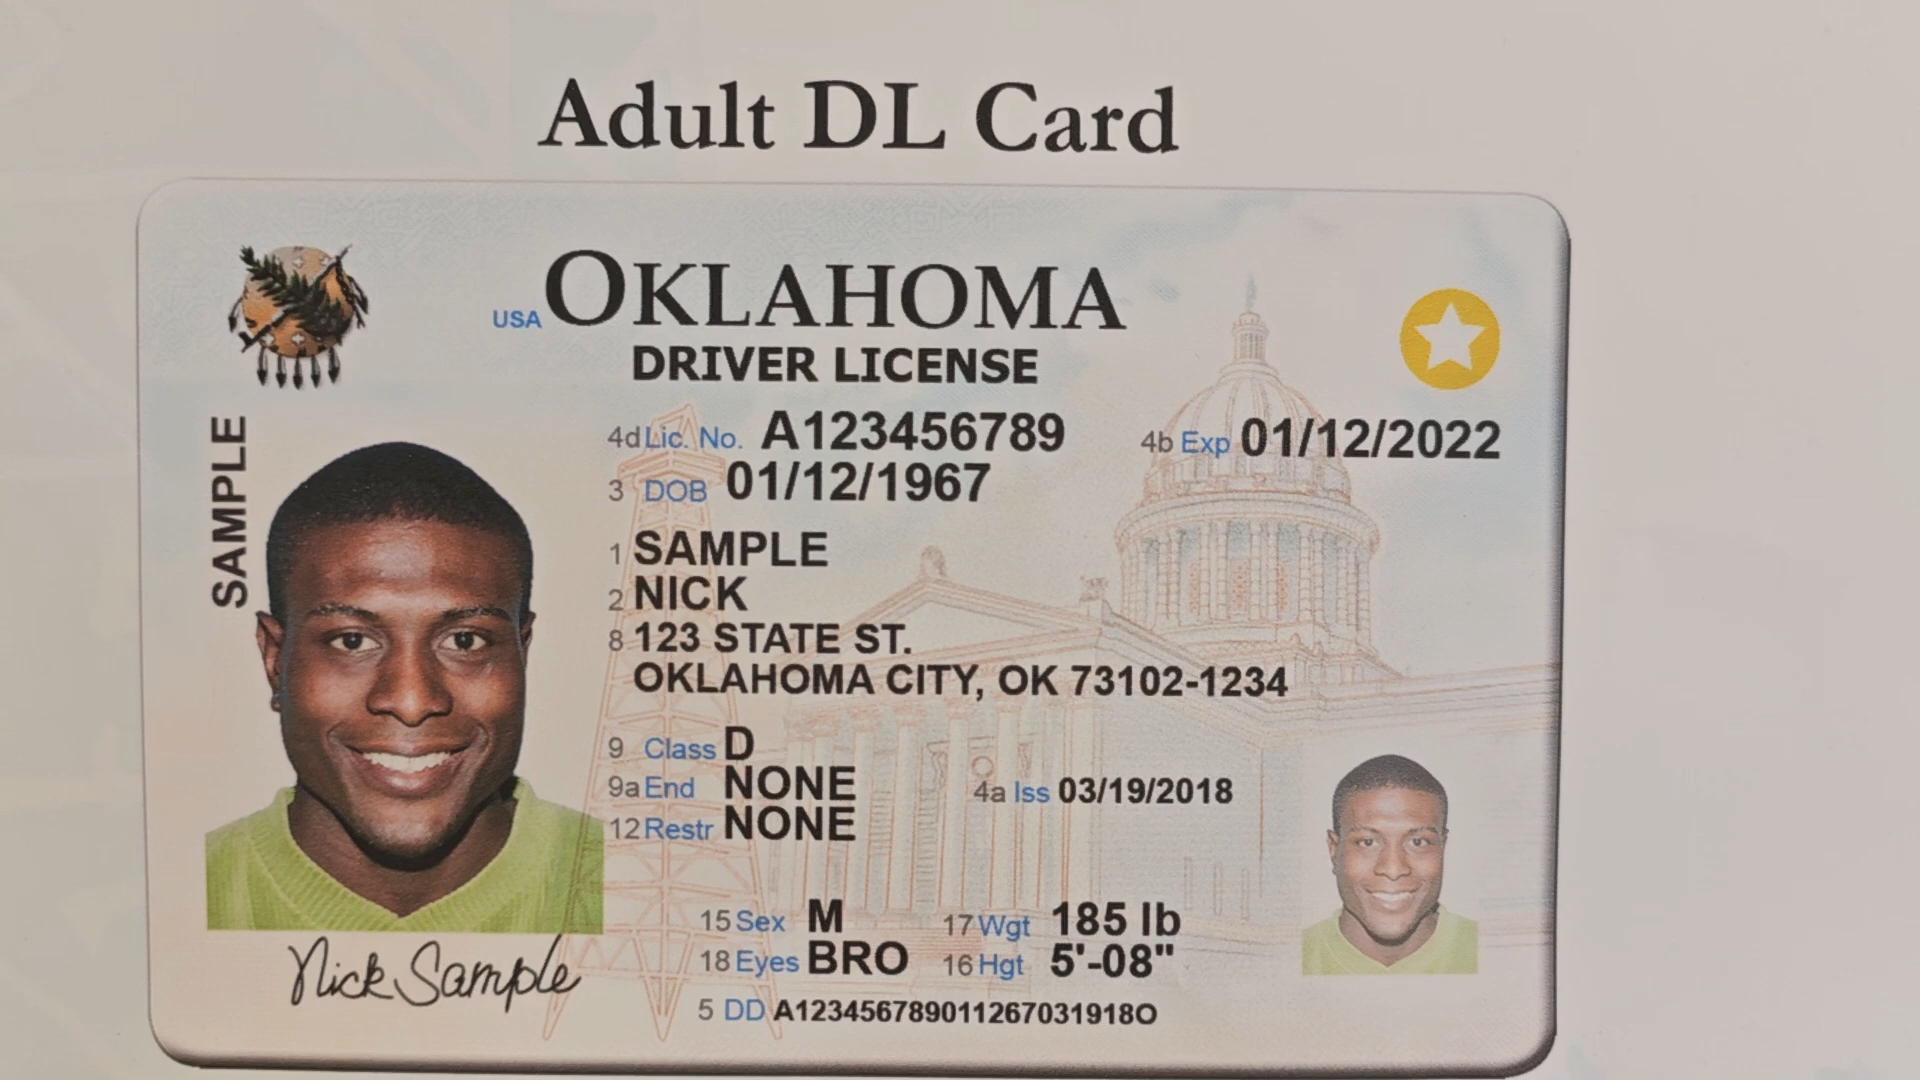 Adult DL Card
USA OKLAHOMA
DRIVER LICENSE
SAMPLE
4d Lic. No. A123456789 4b Exp 01/12/2022
3 DOB 01/12/1967
1 SAMPLE
2 NICK
8 123 STATE ST.
OKLAHOMA CITY, OK 73102-1234
9 Class D
9a End NONE 4a Iss 03/19/2018
12 Restr NONE
15 Sex M 17 Wgt 185 lb
18 Eyes BRO 16 Hgt 5'-08"
Nick Sample
5 DD A123456789011267031918O